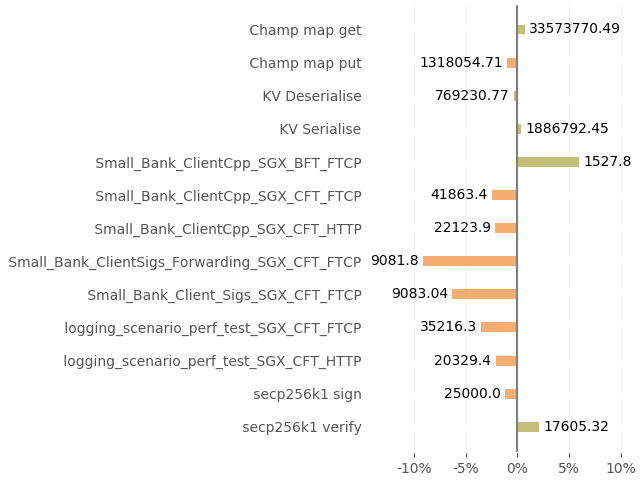 Champ map get 33573770.49
Champ map put 1318054.71
KV Deserialise 769230.77
KV Serialise 1886792.45
Small_Bank_ClientCpp_SGX_BFT_FTCP 1527.8
Small_Bank_ClientCpp_SGX_CFT_FTCP 41863.4
Small_Bank_ClientCpp_SGX_CFT_HTTP 22123.9
Small_Bank_ClientSigs_Forwarding_SGX_CFT_FTCP 9081.8
Small_Bank_Client_Sigs_SGX_CFT_FTCP 9083.04
logging_scenario_perf_test_SGX_CFT_FTCP 35216.3
logging_scenario_perf_test_SGX_CFT_HTTP 20329.4
secp256k1 sign 25000.0
secp256k1 verify 17605.32
-10% -5% 0% 5% 10%